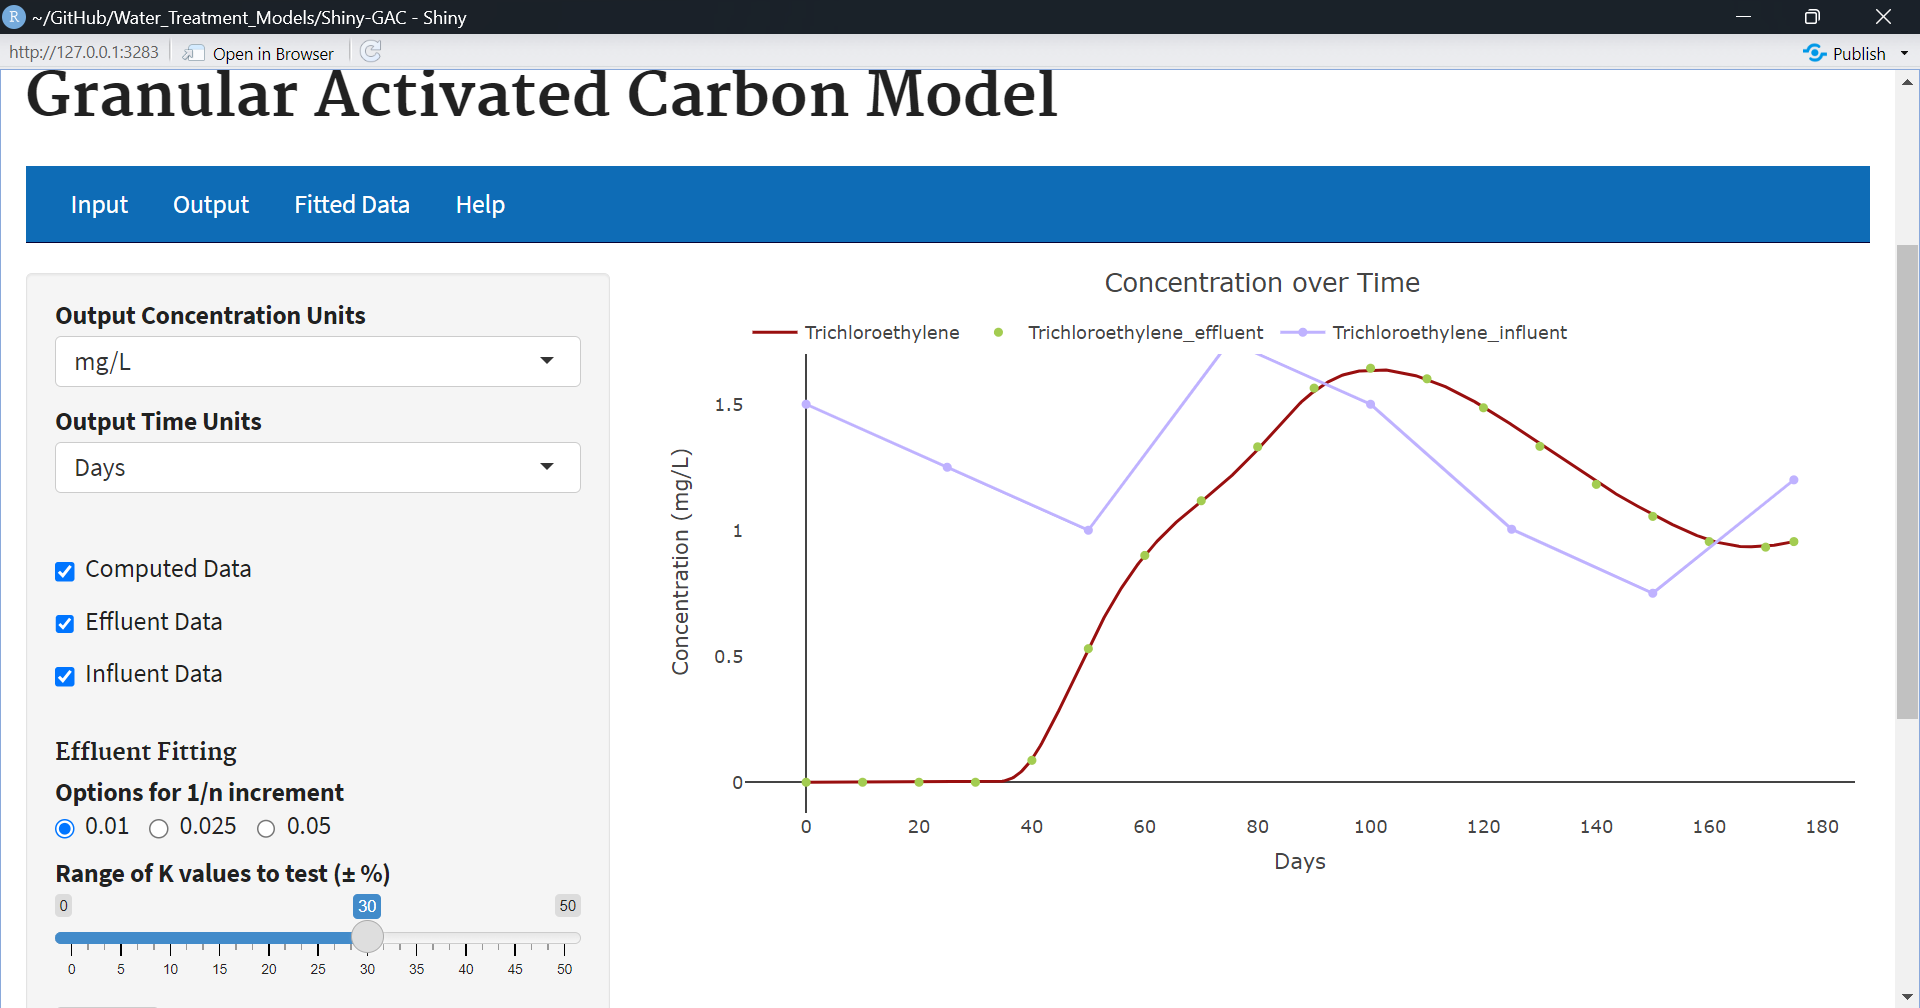 R ~/GitHub/Water_Treatment_Models/Shiny-GAC - Shiny
http://127.0.0.1:3283 Open in Browser Publish
Granular Activated Carbon Model
Input Output Fitted Data Help
Output Concentration Units
mg/L
Output Time Units
Days
Computed Data
Effluent Data
Influent Data
Effluent Fitting
Options for 1/n increment
0.01 0.025 0.05
Range of K values to test (± %)
0 30 50
0 5 10 15 20 25 30 35 40 45 50
Concentration over Time
Trichloroethylene Trichloroethylene_effluent Trichloroethylene_influent
Concentration (mg/L)
1.5
1
0.5
0
0 20 40 60 80 100 120 140 160 180
Days